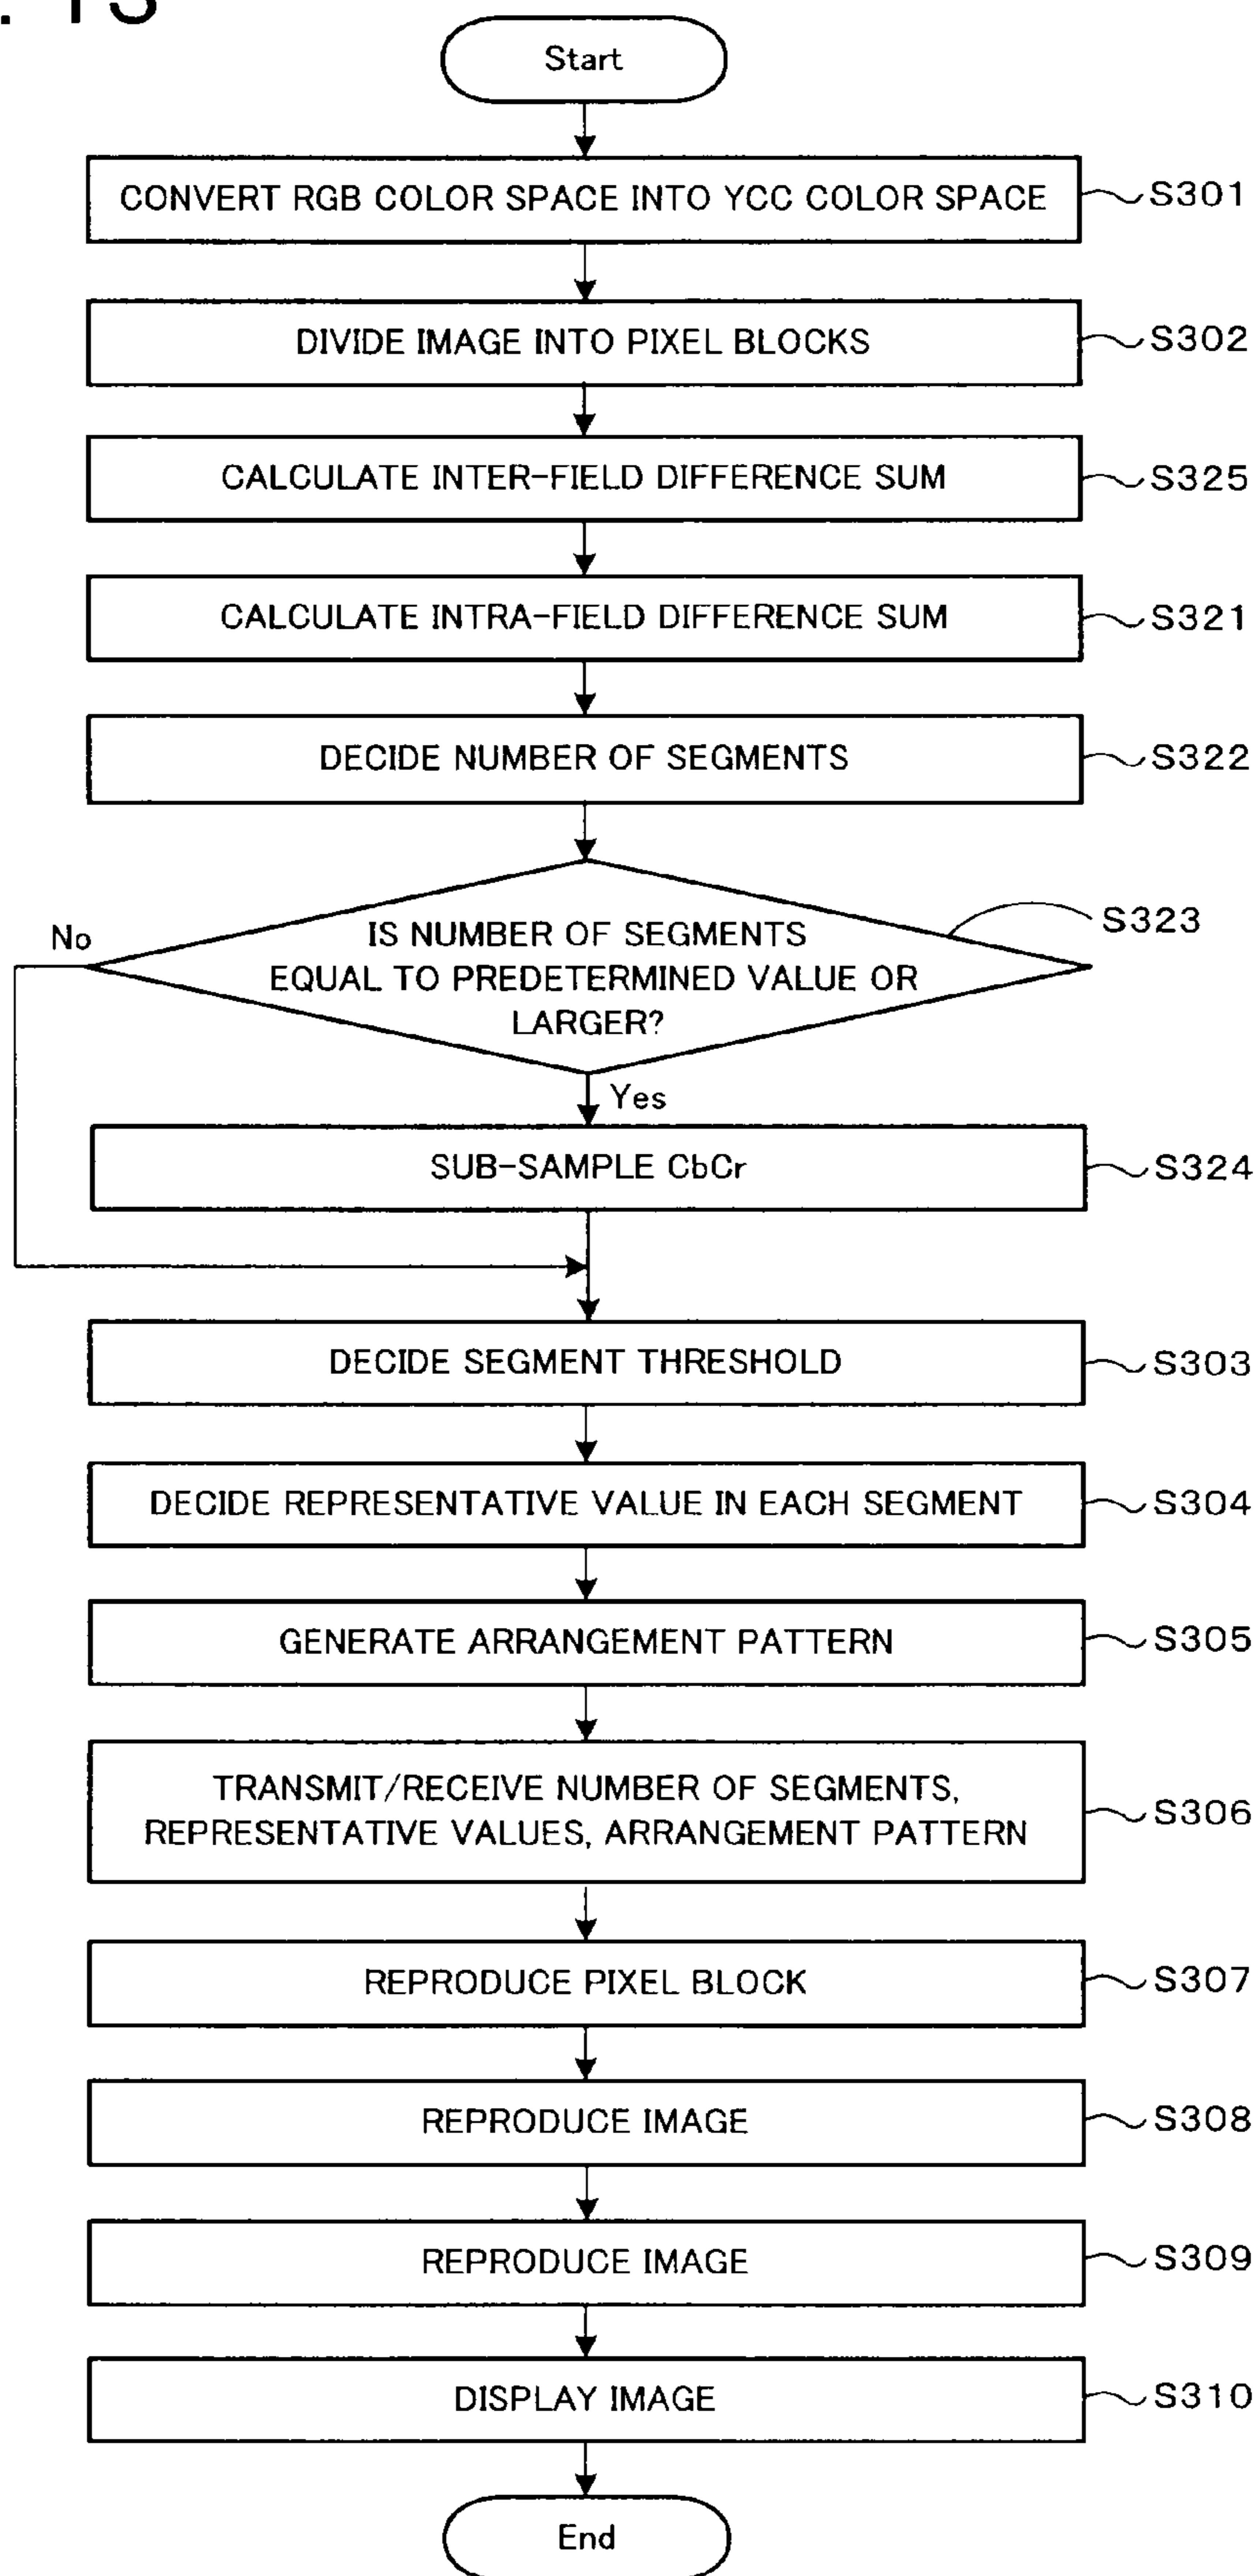 . 13
Start
CONVERT RGB COLOR SPACE INTO YCC COLOR SPACE
S301
DIVIDE IMAGE INTO PIXEL BLOCKS
S302
CALCULATE INTER-FIELD DIFFERENCE SUM
S325
CALCULATE INTRA-FIELD DIFFERENCE SUM
S321
DECIDE NUMBER OF SEGMENTS
S322
IS NUMBER OF SEGMENTS
EQUAL TO PREDETERMINED VALUE OR
LARGER?
S323
No
Yes
SUB-SAMPLE CbCr
S324
DECIDE SEGMENT THRESHOLD
S303
DECIDE REPRESENTATIVE VALUE IN EACH SEGMENT
S304
GENERATE ARRANGEMENT PATTERN
S305
TRANSMIT/RECEIVE NUMBER OF SEGMENTS,
REPRESENTATIVE VALUES, ARRANGEMENT PATTERN
S306
REPRODUCE PIXEL BLOCK
S307
REPRODUCE IMAGE
S308
REPRODUCE IMAGE
S309
DISPLAY IMAGE
S310
End